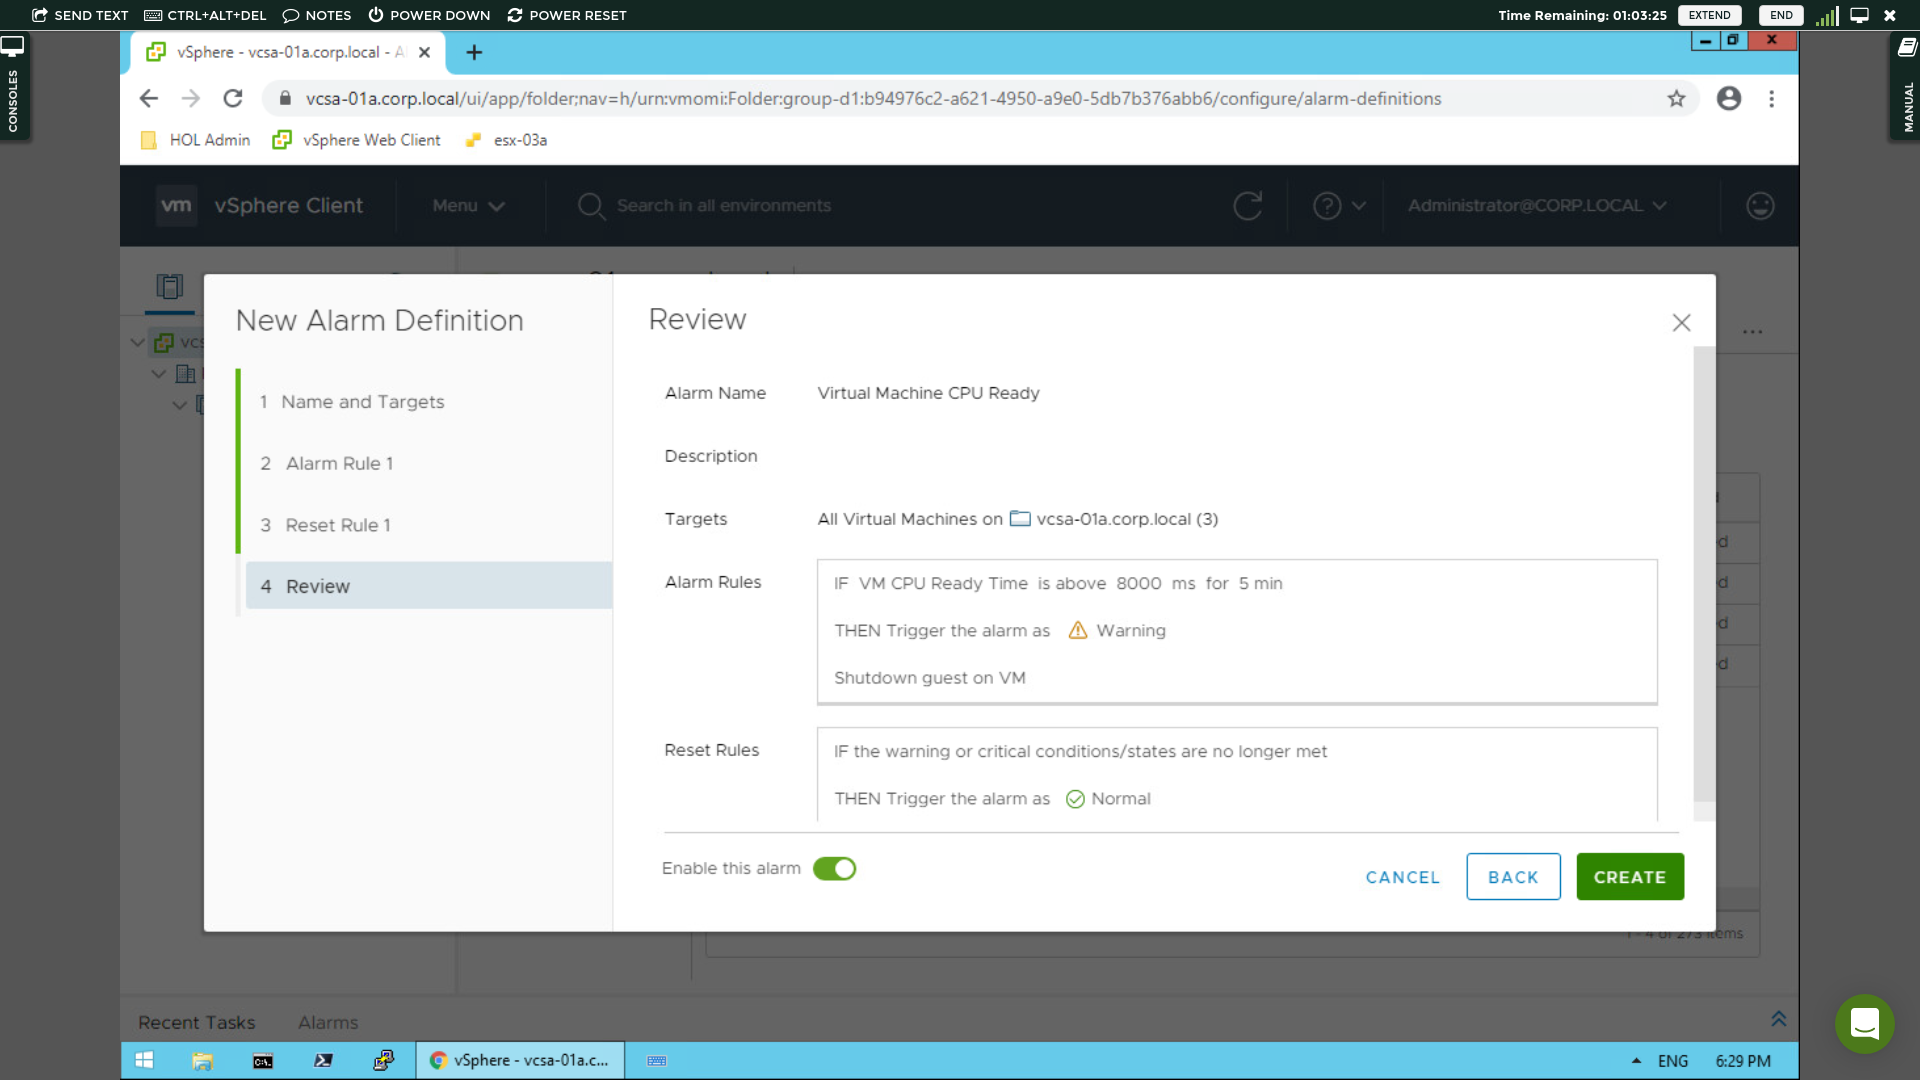 SEND TEXT CTRL+ALT+DEL NOTES POWER DOWN POWER RESET Time Remaining: 01:03:25 EXTEND END
CONSOLES
MANUAL
vSphere - vcsa-01a.corp.local - A
vcsa-01a.corp.local/ui/app/folder;nav=h/urn:vmomi:Folder:group-d1:b94976c2-a621-4950-a9e0-5db7b376abb6/configure/alarm-definitions
HOL Admin vSphere Web Client esx-03a
vm vSphere Client Menu Search in all environments Administrator@CORP.LOCAL
New Alarm Definition
1 Name and Targets
2 Alarm Rule 1
3 Reset Rule 1
4 Review
Review
Alarm Name Virtual Machine CPU Ready
Description
Targets All Virtual Machines on vcsa-01a.corp.local (3)
Alarm Rules IF VM CPU Ready Time is above 8000 ms for 5 min
THEN Trigger the alarm as Warning
Shutdown guest on VM
Reset Rules IF the warning or critical conditions/states are no longer met
THEN Trigger the alarm as Normal
Enable this alarm
CANCEL BACK CREATE
1 - 4 of 273 items
Recent Tasks Alarms
vSphere - vcsa-01a.c... ENG 6:29 PM